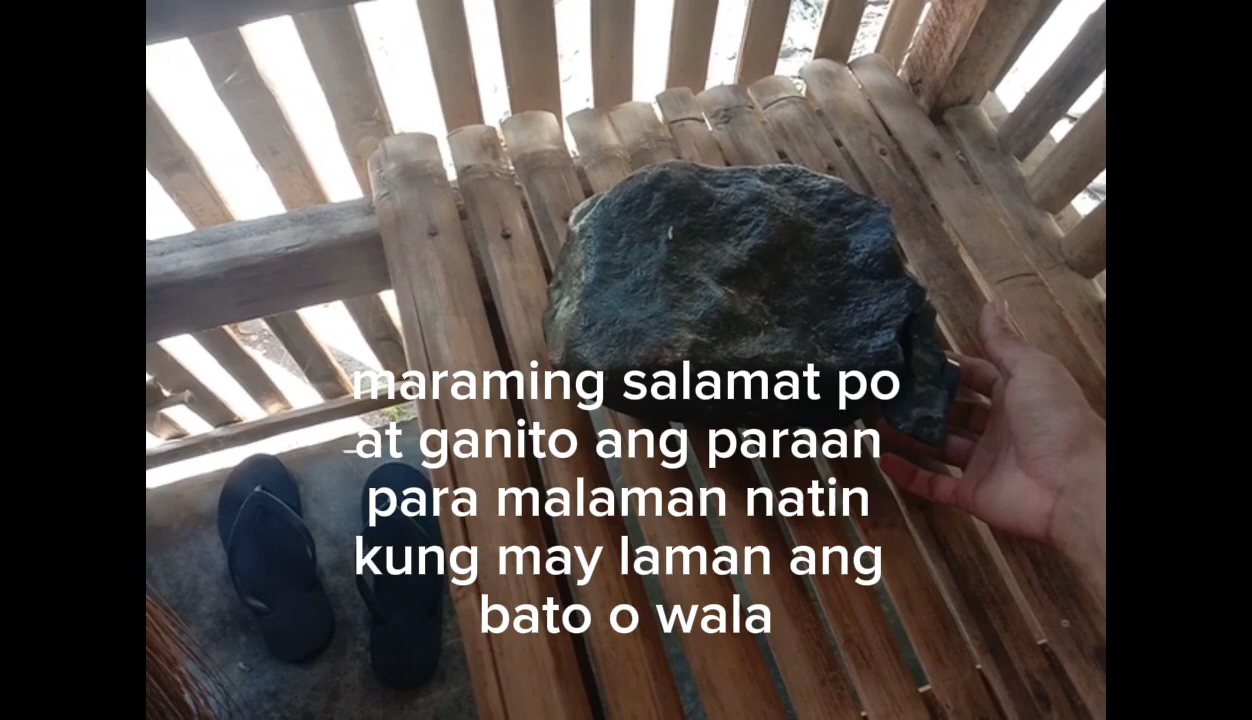 maraming salamat po
at ganito ang paraan
para malaman natin
kung may laman ang
bato o wala